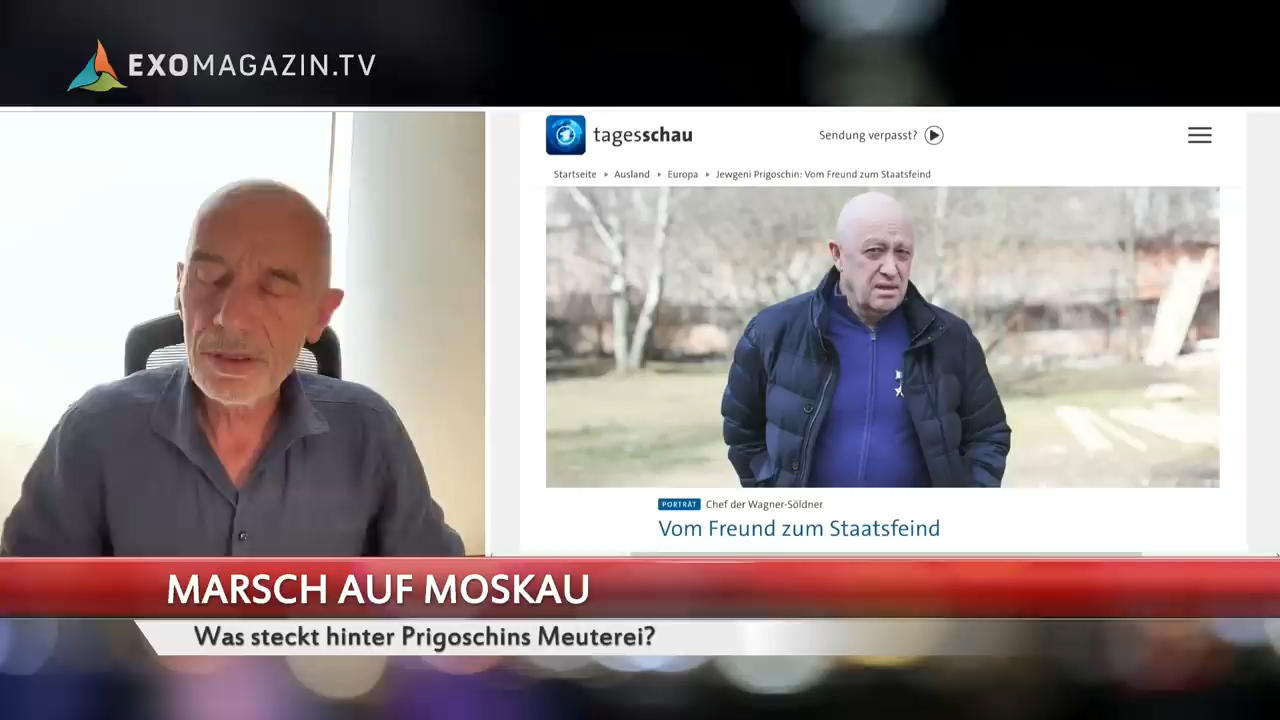 EXOMAGAZIN.TV
tagesschau
Sendung verpasst?
Startseite ▸ Ausland ▸ Europa ▸ Jewgeni Prigoschin: Vom Freund zum Staatsfeind
PORTRÄT Chef der Wagner-Söldner
Vom Freund zum Staatsfeind
MARSCH AUF MOSKAU
Was steckt hinter Prigoschins Meuterei?